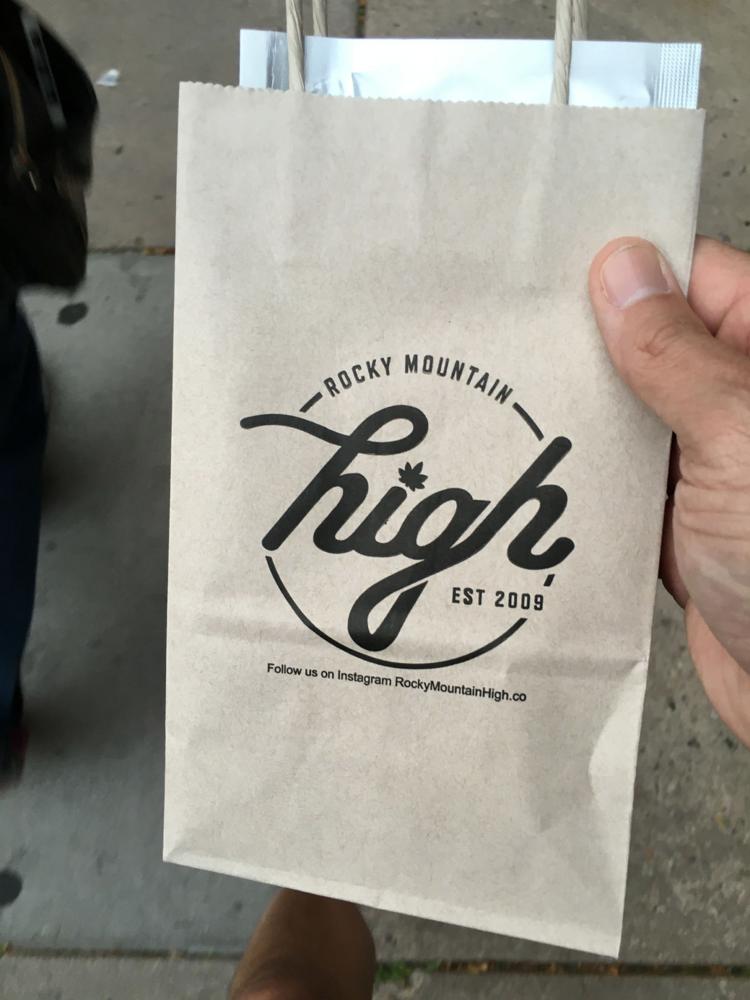 ROCKY MOUNTAIN
high
EST 2009
Follow us on Instagram RockyMountainHigh.co